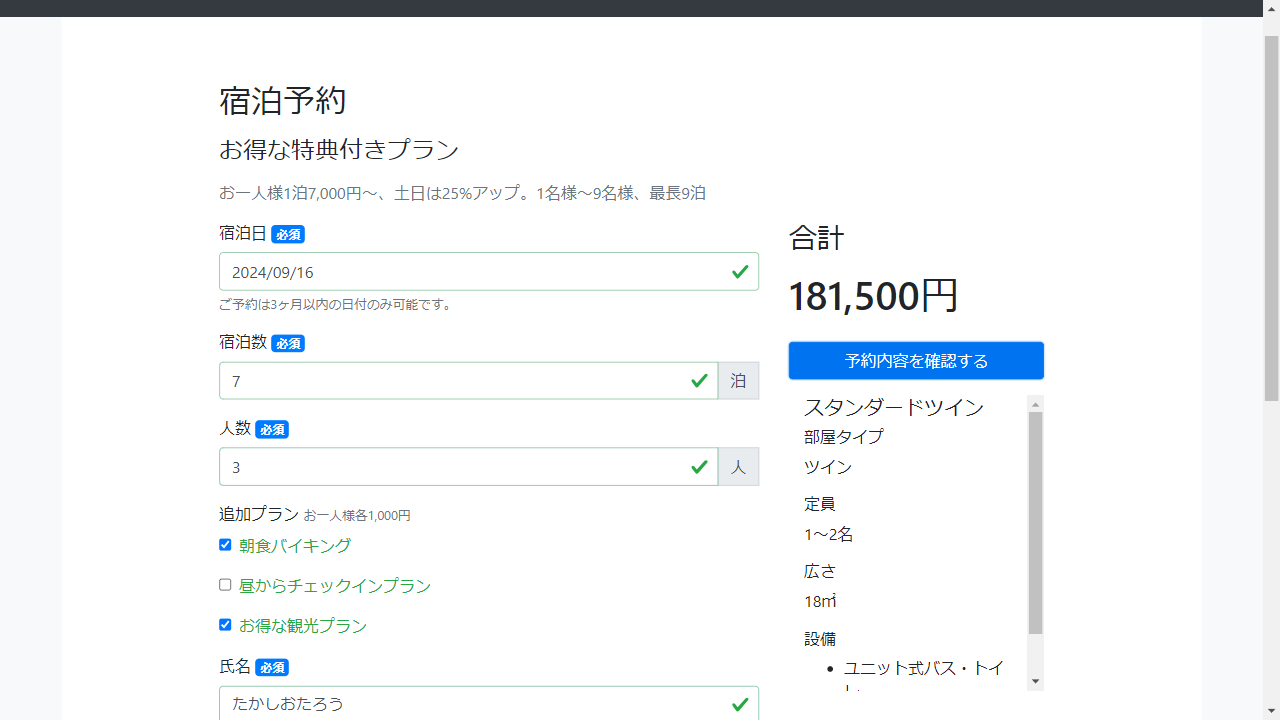 宿泊予約
お得な特典付きプラン
お一人様1泊7,000円〜、土日は25%アップ。1名様〜9名様、最長9泊
宿泊日 必須
2024/09/16
ご予約は3ヶ月以内の日付のみ可能です。
宿泊数 必須
7 泊
人数 必須
3 人
追加プラン お一人様各1,000円
朝食バイキング
昼からチェックインプラン
お得な観光プラン
氏名 必須
たかしおたろう
合計
181,500円
予約内容を確認する
スタンダードツイン
部屋タイプ
ツイン
定員
1〜2名
広さ
18㎡
設備
ユニット式バス・トイ